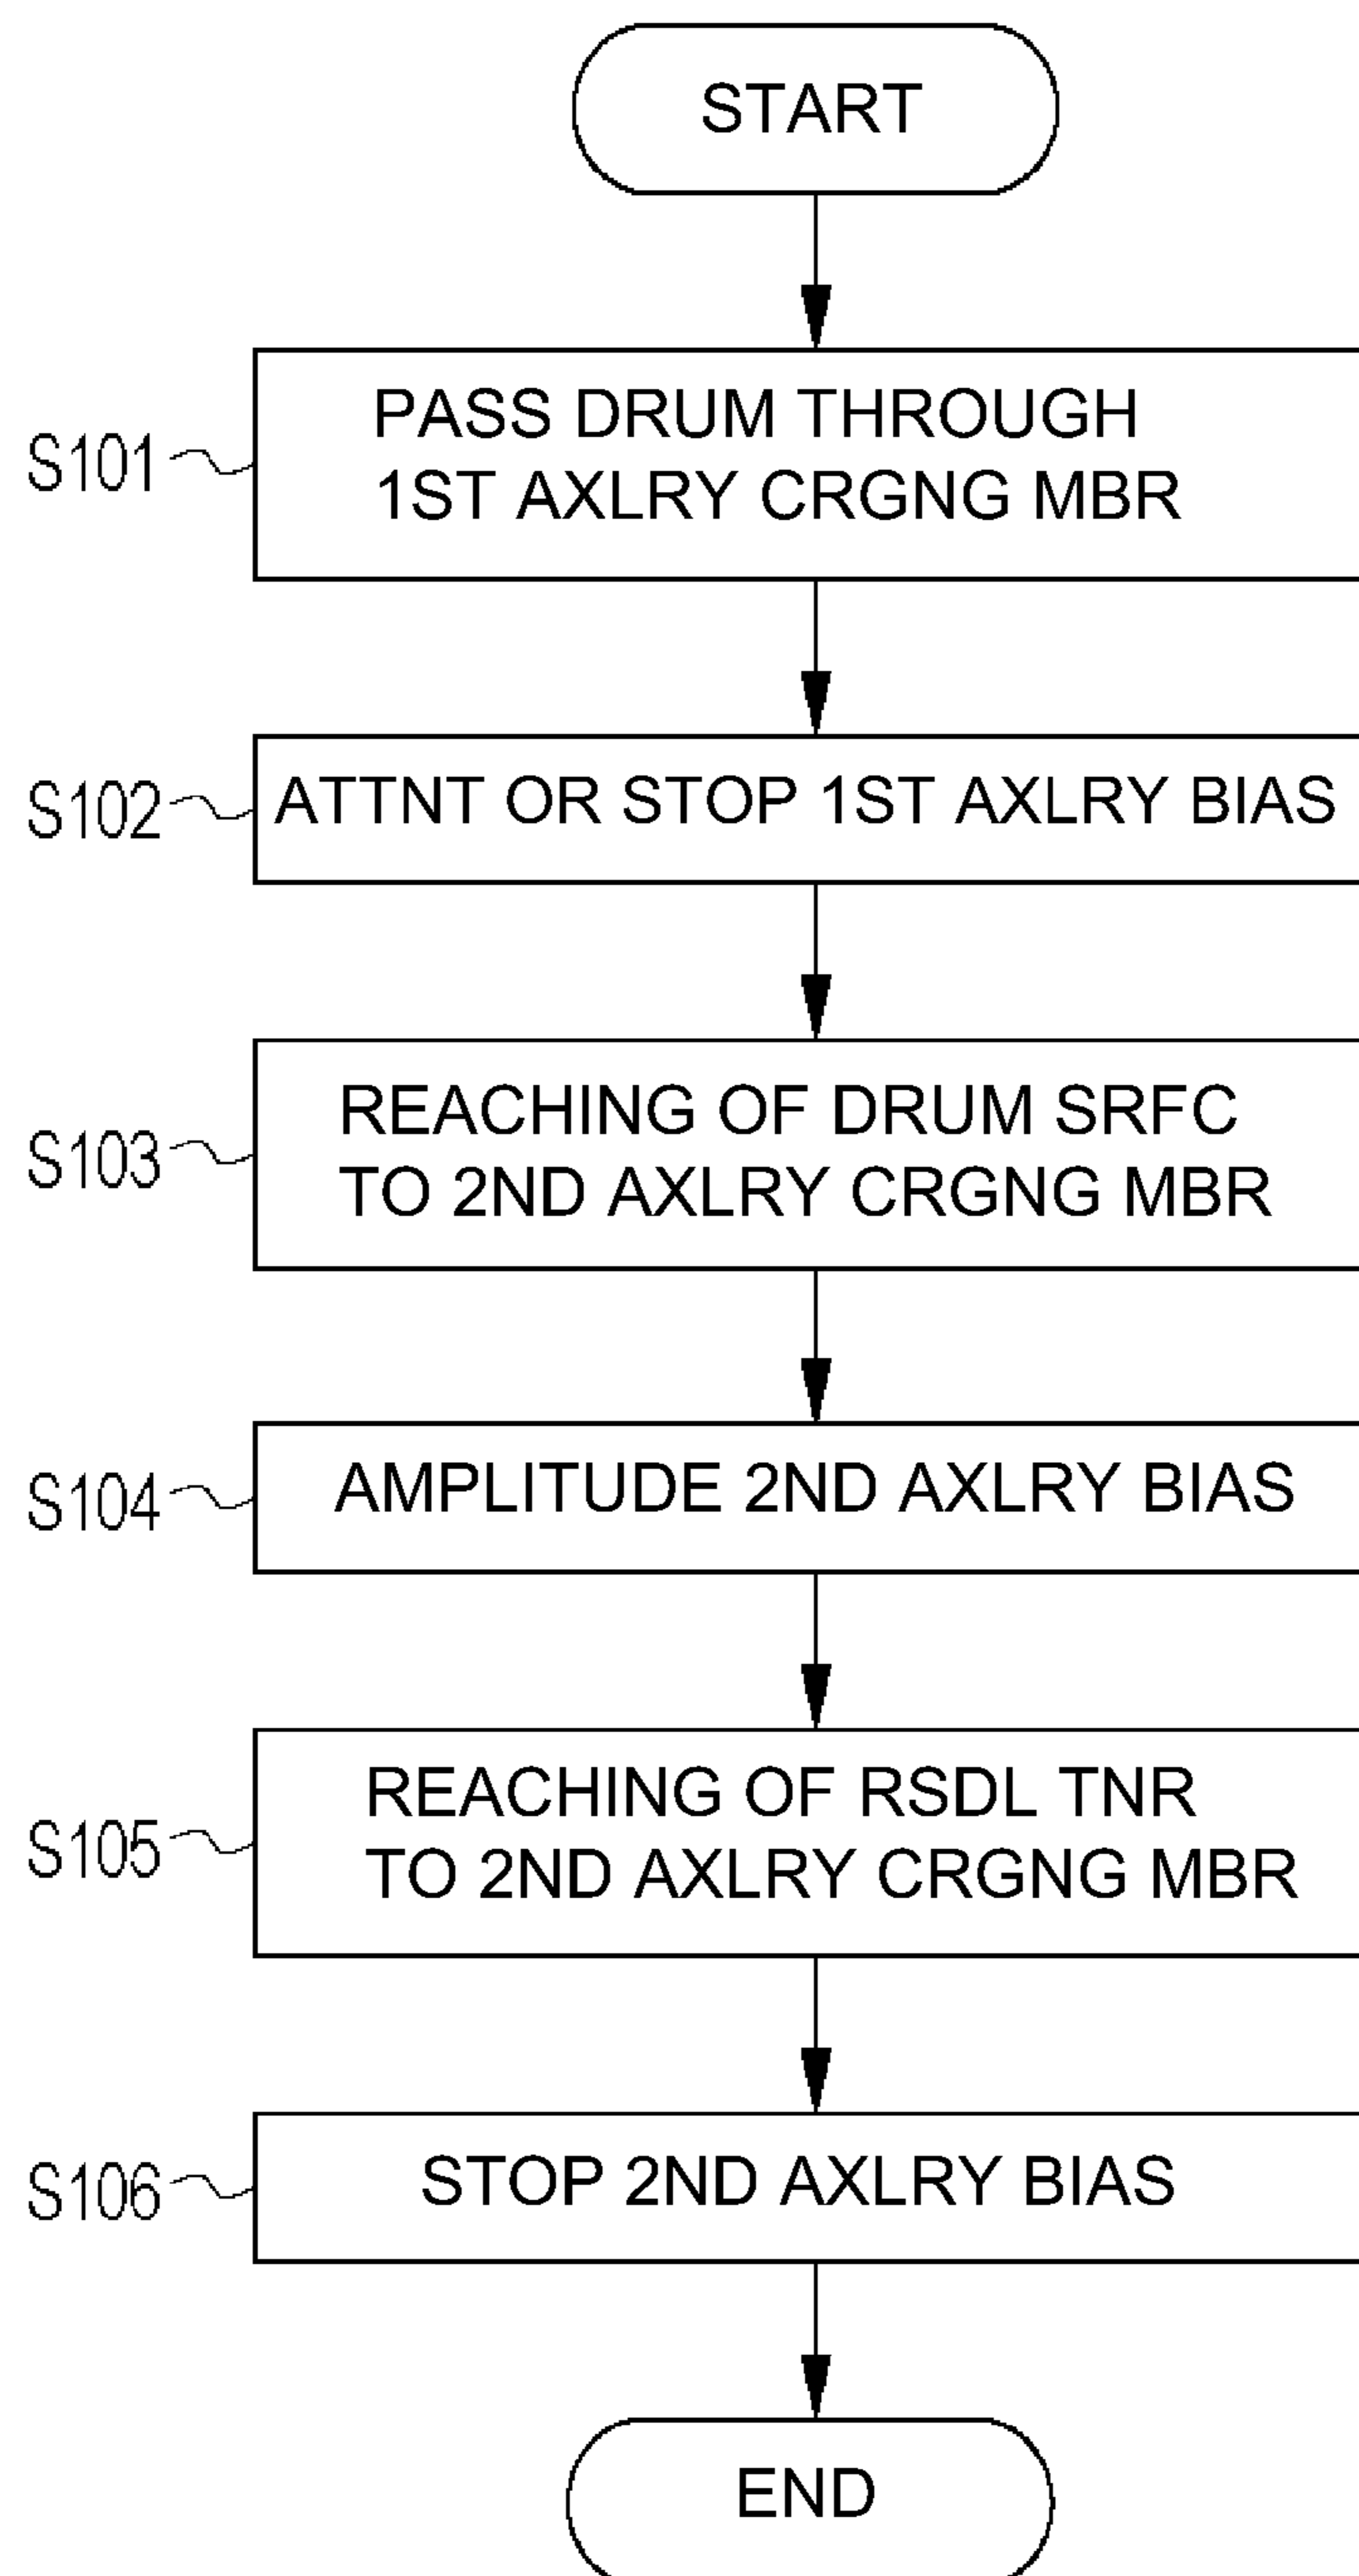 START
S101
PASS DRUM THROUGH
1ST AXLRY CRGNG MBR
S102
ATTNT OR STOP 1ST AXLRY BIAS
S103
REACHING OF DRUM SRFC
TO 2ND AXLRY CRGNG MBR
S104
AMPLITUDE 2ND AXLRY BIAS
S105
REACHING OF RSDL TNR
TO 2ND AXLRY CRGNG MBR
S106
STOP 2ND AXLRY BIAS
END